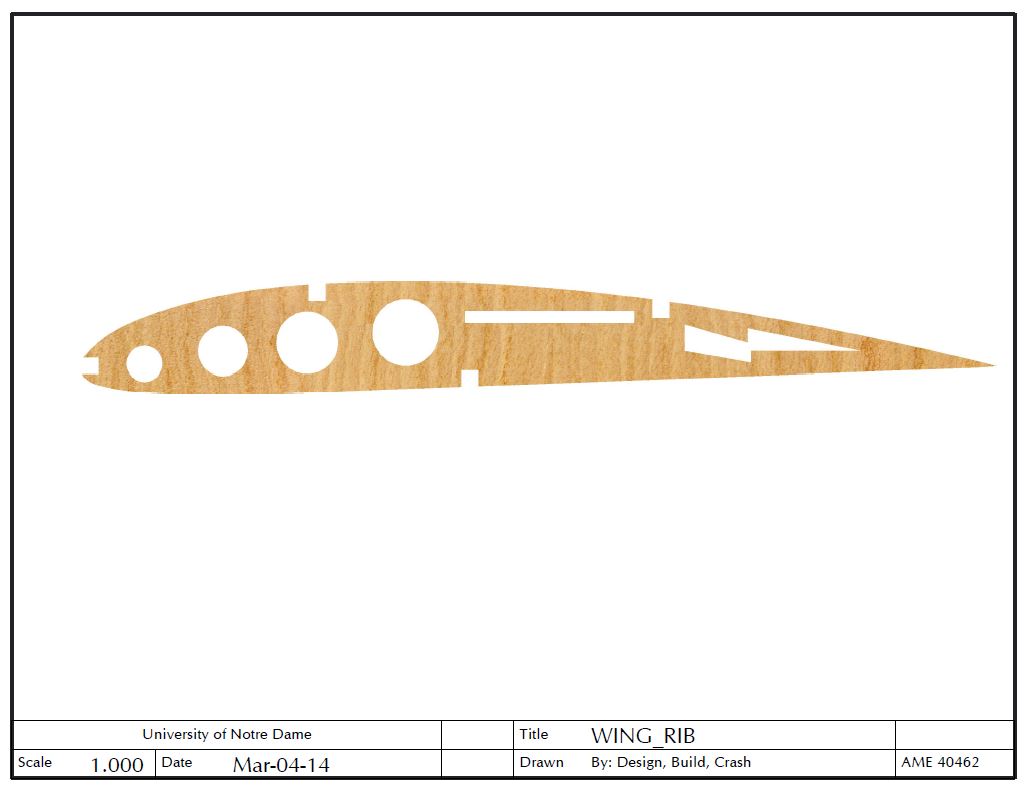 University of Notre Dame
Title WING_RIB
Scale 1.000 Date Mar-04-14
Drawn By: Design, Build, Crash
AME 40462